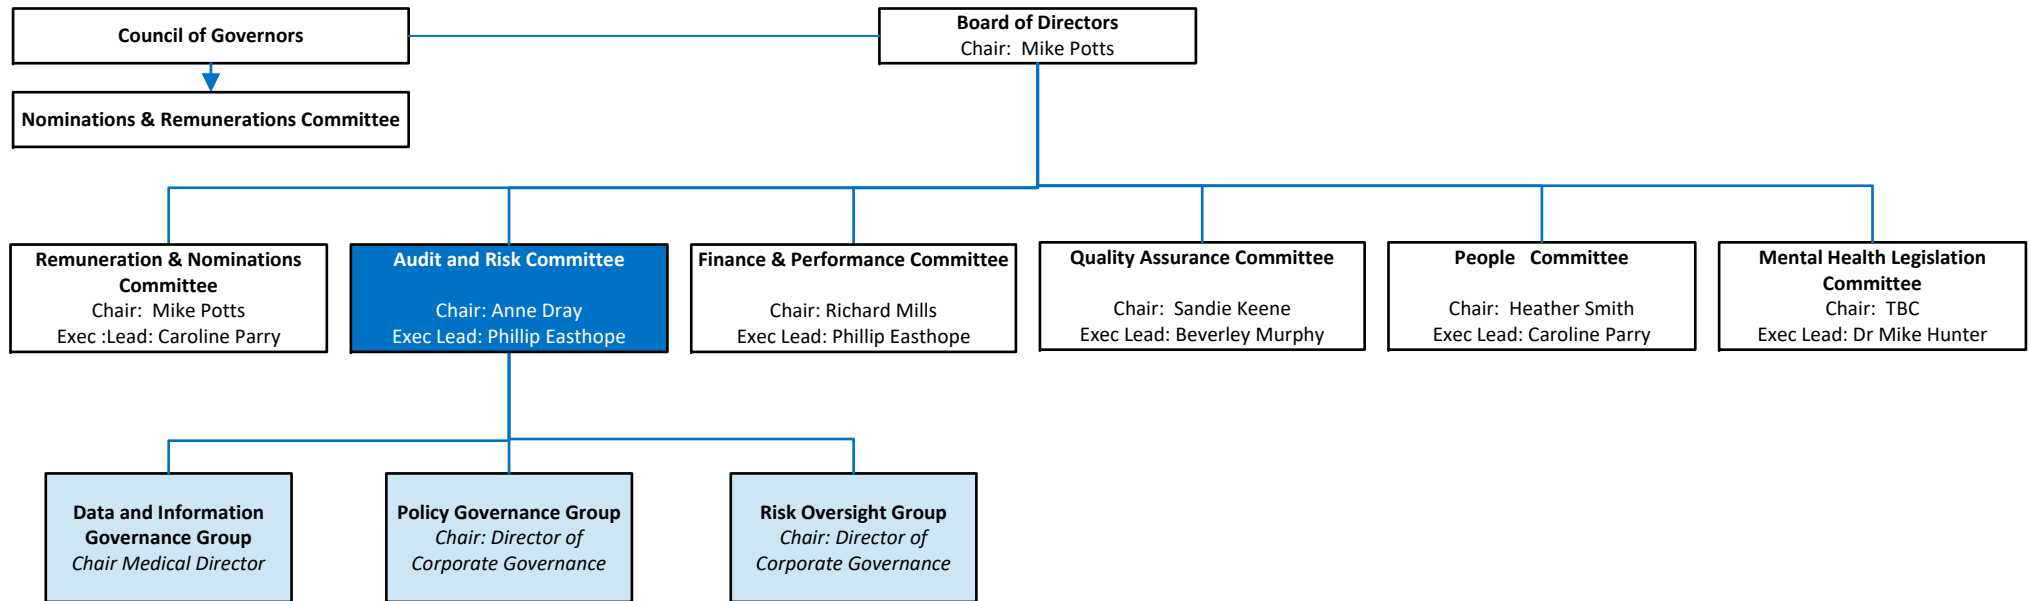 Council of Governors
Board of Directors
Chair:  Mike Potts
Nominations & Remunerations Committee
Remuneration & Nominations
Committee
Chair:  Mike Potts
Exec :Lead: Caroline Parry
Audit and Risk Committee
Chair: Anne Dray
Exec Lead: Phillip Easthope
Finance & Performance Committee
Chair: Richard Mills
Exec Lead: Phillip Easthope
Quality Assurance Committee
Chair:  Sandie Keene
Exec Lead: Beverley Murphy
People   Committee
Chair:  Heather Smith
Exec Lead: Caroline Parry
Mental Health Legislation
Committee
Chair:  TBC
Exec Lead: Dr Mike Hunter
Data and Information
Governance Group
Chair Medical Director
Policy Governance Group
Chair: Director of
Corporate Governance
Risk Oversight Group
Chair: Director of
Corporate Governance